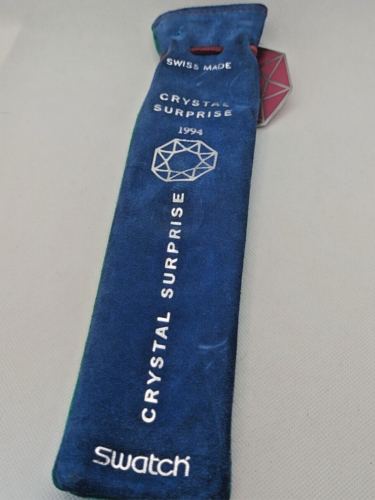 SWISS MADE
CRYSTAL
SURPRISE
1994
CRYSTAL SURPRISE
swatch